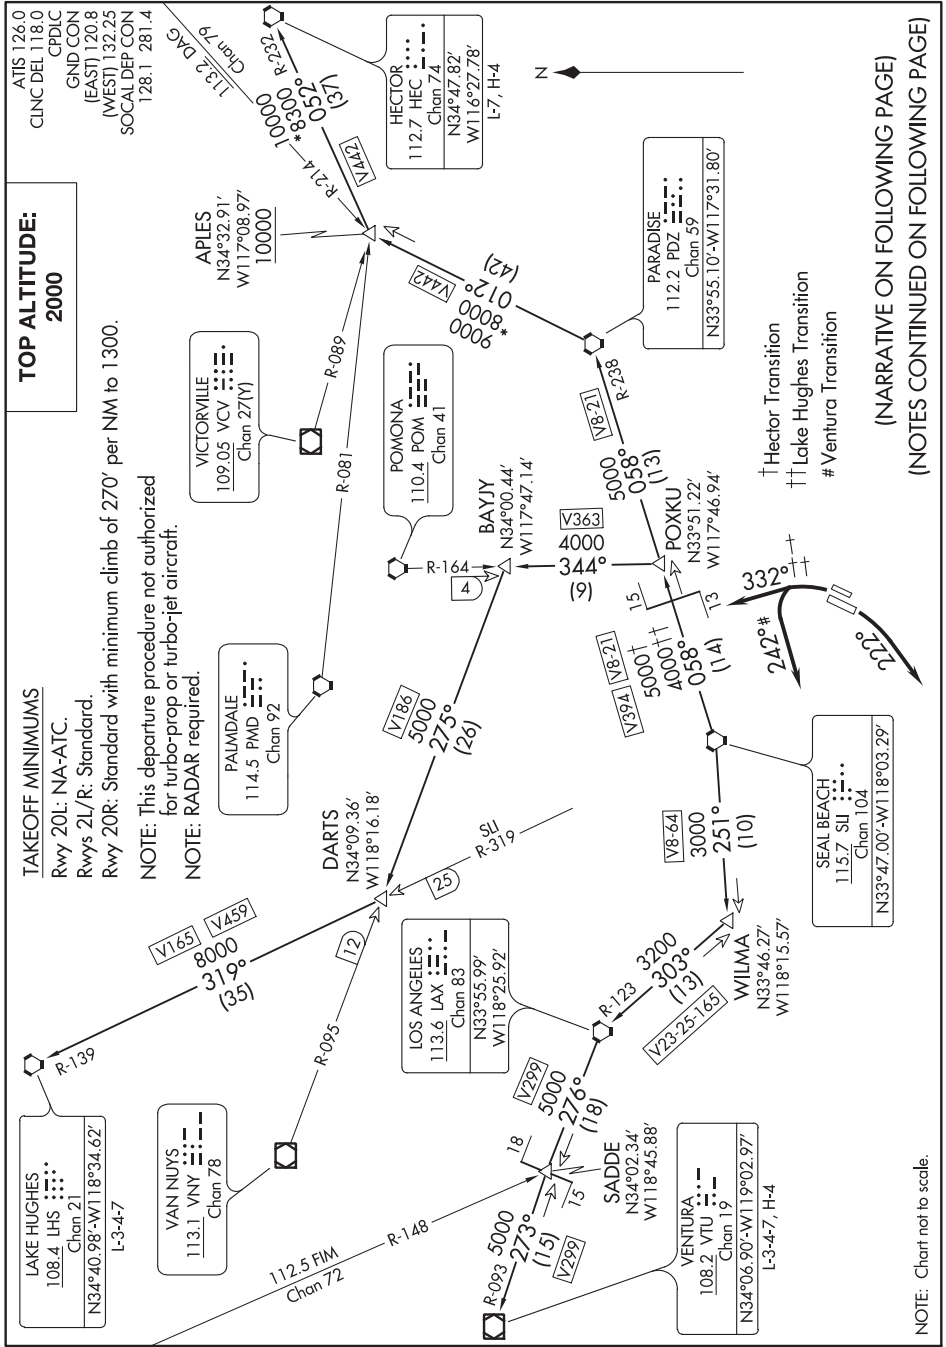 ATIS 126.0
CLNC DEL 118.0
CPDLC
GND CON
(EAST) 120.8
(WEST) 132.25
SOCAL DEP CON
128.1 281.4
TOP ALTITUDE:
2000
TAKEOFF MINIMUMS
Rwy 20L: NA-ATC.
Rwys 2L/R: Standard.
Rwy 20R: Standard with minimum climb of 270' per NM to 1300.
NOTE: This departure procedure not authorized
for turbo-prop or turbo-jet aircraft.
NOTE: RADAR required.
LAKE HUGHES
108.4 LHS
Chan 21
N34°40.98'-W118°34.62'
L-3-4-7
R-139
V165
V459
8000
319°
(35)
VAN NUYS
113.1 VNY
Chan 78
R-095
12
DARTS
N34°09.36'
W118°16.18'
25
SLI
R-319
PALMDALE
114.5 PMD
Chan 92
R-081
VICTORVILLE
109.05 VCV
Chan 27(Y)
R-089
APLES
N34°32.91'
W117°08.97'
10000
113.2 DAG
Chan 79
R-214
10000
*8300
052°
(37)
V442
R-232
HECTOR
112.7 HEC
Chan 74
N34°47.82'
W116°27.78'
L-7, H-4
N
POMONA
110.4 POM
Chan 41
R-164
4
BAYJY
N34°00.44'
W117°47.14'
V186
5000
275°
(26)
V442
9000
*8000
012°
(42)
PARADISE
112.2 PDZ
Chan 59
N33°55.10'-W117°31.80'
V363
4000
344°
(9)
V8-21
5000
058°
(13)
R-238
POXKU
N33°51.22'
W117°46.94'
V394
V8-21
5000†
4000††
058°
(14)
15
13
LOS ANGELES
113.6 LAX
Chan 83
N33°55.99'
W118°25.92'
R-123
3200
303°
(13)
V23-25-165
WILMA
N33°46.27'
W118°15.57'
V8-64
3000
251°
(10)
SEAL BEACH
115.7 SLI
Chan 104
N33°47.00'-W118°03.29'
V299
5000
276°
(18)
18
15
SADDE
N34°02.34'
W118°45.88'
112.5 FIM
Chan 72
R-148
R-093
5000
273°
(15)
V299
VENTURA
108.2 VTU
Chan 19
N34°06.90'-W119°02.97'
L-3-4-7, H-4
332°††
242°#
222°
† Hector Transition
†† Lake Hughes Transition
# Ventura Transition
(NARRATIVE ON FOLLOWING PAGE)
(NOTES CONTINUED ON FOLLOWING PAGE)
NOTE: Chart not to scale.